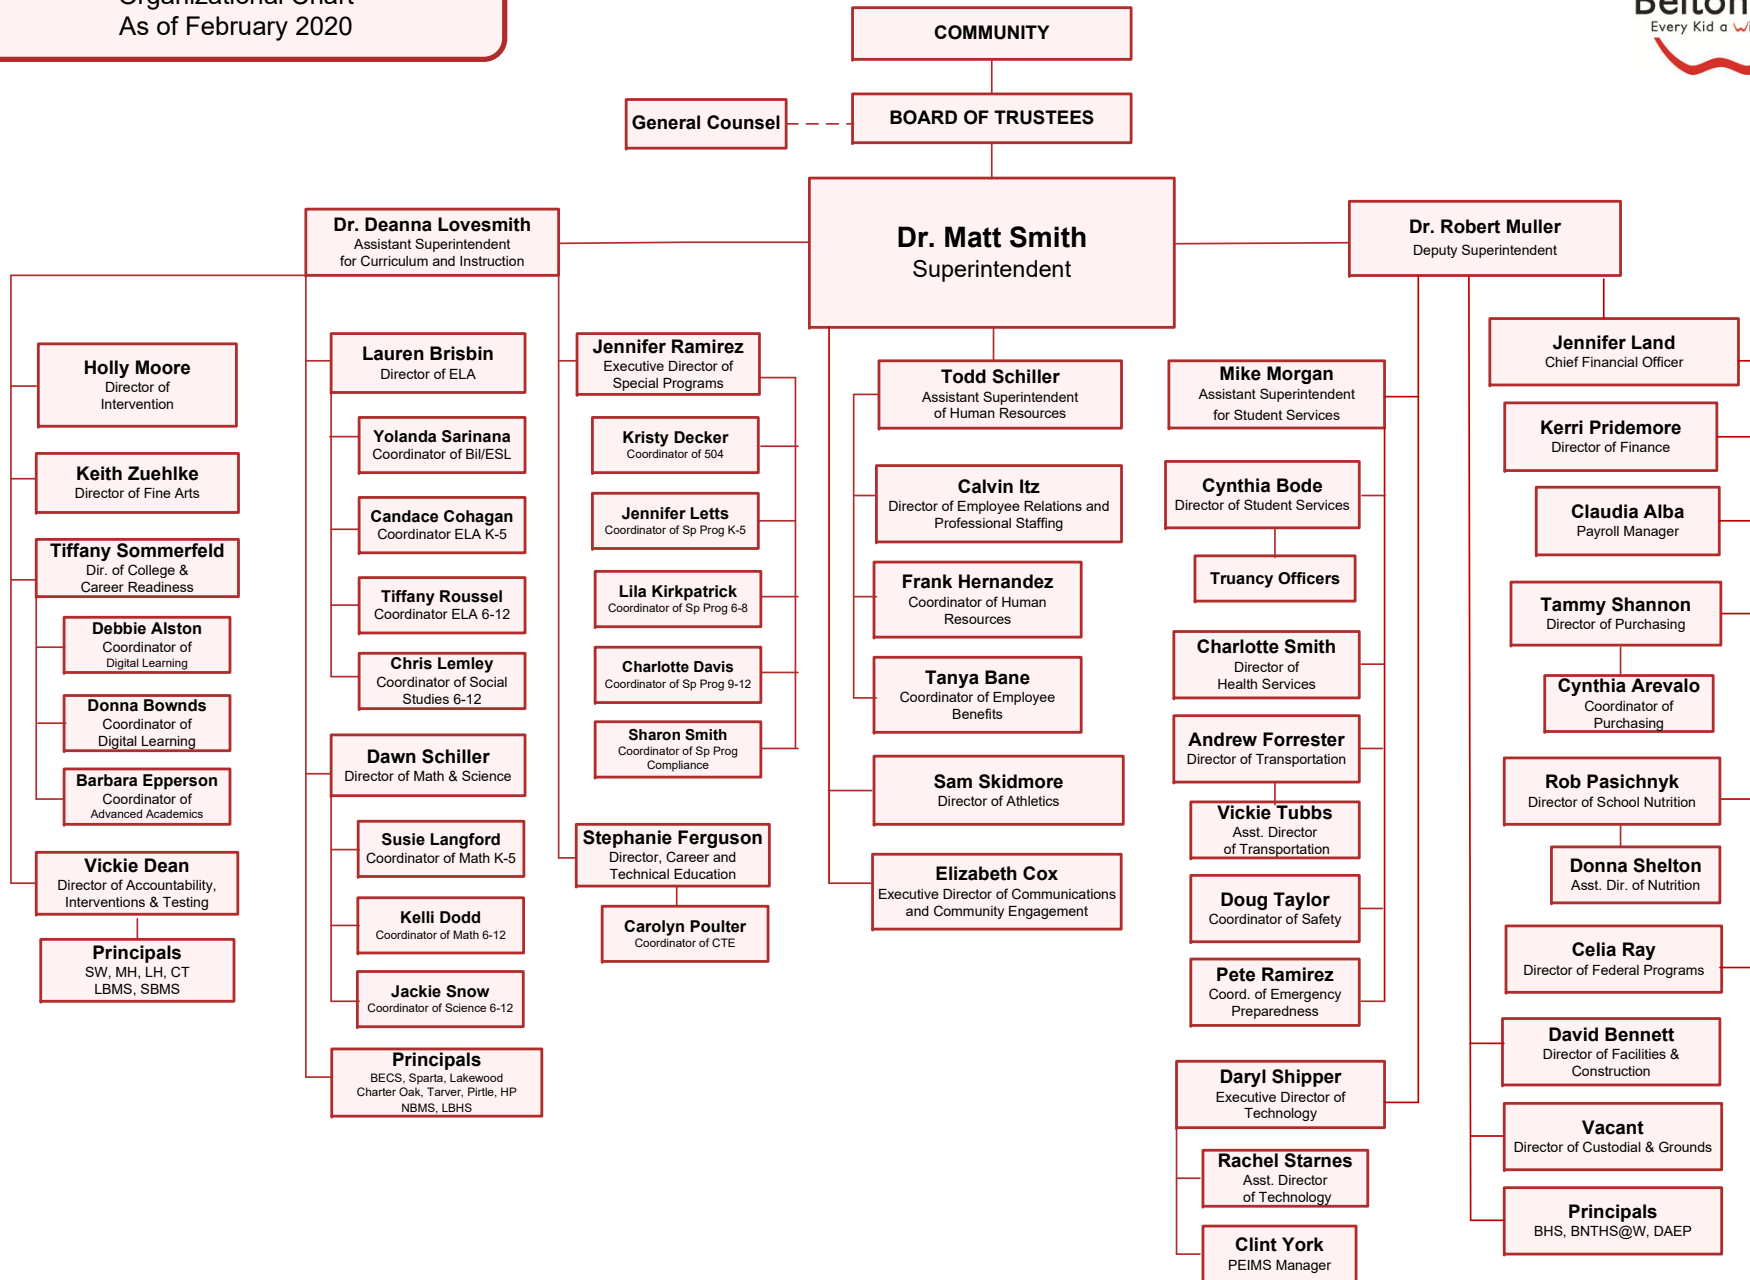 Organizational Chart
As of February 2020
Belton
Every Kid a
COMMUNITY
General Counsel
BOARD OF TRUSTEES
Dr. Deanna Lovesmith
Assistant Superintendent
for Curriculum and Instruction
Dr. Matt Smith
Superintendent
Dr. Robert Muller
Deputy Superintendent
Holly Moore
Director of
Intervention
Keith Zuehlke
Director of Fine Arts
Tiffany Sommerfeld
Dir. of College &
Career Readiness
Debbie Alston
Coordinator of
Digital Learning
Donna Bownds
Coordinator of
Digital Learning
Barbara Epperson
Coordinator of
Advanced Academics
Vickie Dean
Director of Accountability,
Interventions & Testing
Principals
SW, MH, LH, CT
LBMS, SBMS
Lauren Brisbin
Director of ELA
Yolanda Sarinana
Coordinator of Bil/ESL
Candace Cohagan
Coordinator ELA K-5
Tiffany Roussel
Coordinator ELA 6-12
Chris Lemley
Coordinator of Social
Studies 6-12
Dawn Schiller
Director of Math & Science
Susie Langford
Coordinator of Math K-5
Kelli Dodd
Coordinator of Math 6-12
Jackie Snow
Coordinator of Science 6-12
Principals
BECS, Sparta, Lakewood
Charter Oak, Tarver, Pirtle, HP
NBMS, LBHS
Jennifer Ramirez
Executive Director of
Special Programs
Kristy Decker
Coordinator of 504
Jennifer Letts
Coordinator of Sp Prog K-5
Lila Kirkpatrick
Coordinator of Sp Prog 6-8
Charlotte Davis
Coordinator of Sp Prog 9-12
Sharon Smith
Coordinator of Sp Prog
Compliance
Stephanie Ferguson
Director, Career and
Technical Education
Carolyn Poulter
Coordinator of CTE
Todd Schiller
Assistant Superintendent
of Human Resources
Calvin Itz
Director of Employee Relations and
Professional Staffing
Frank Hernandez
Coordinator of Human
Resources
Tanya Bane
Coordinator of Employee
Benefits
Sam Skidmore
Director of Athletics
Elizabeth Cox
Executive Director of Communications
and Community Engagement
Mike Morgan
Assistant Superintendent
for Student Services
Cynthia Bode
Director of Student Services
Truancy Officers
Charlotte Smith
Director of
Health Services
Andrew Forrester
Director of Transportation
Vickie Tubbs
Asst. Director
of Transportation
Doug Taylor
Coordinator of Safety
Pete Ramirez
Coord. of Emergency
Preparedness
Daryl Shipper
Executive Director of
Technology
Rachel Starnes
Asst. Director
of Technology
Clint York
PEIMS Manager
Jennifer Land
Chief Financial Officer
Kerri Pridemore
Director of Finance
Claudia Alba
Payroll Manager
Tammy Shannon
Director of Purchasing
Cynthia Arevalo
Coordinator of
Purchasing
Rob Pasichnyk
Director of School Nutrition
Donna Shelton
Asst. Dir. of Nutrition
Celia Ray
Director of Federal Programs
David Bennett
Director of Facilities &
Construction
Vacant
Director of Custodial & Grounds
Principals
BHS, BNTHS@W, DAEP